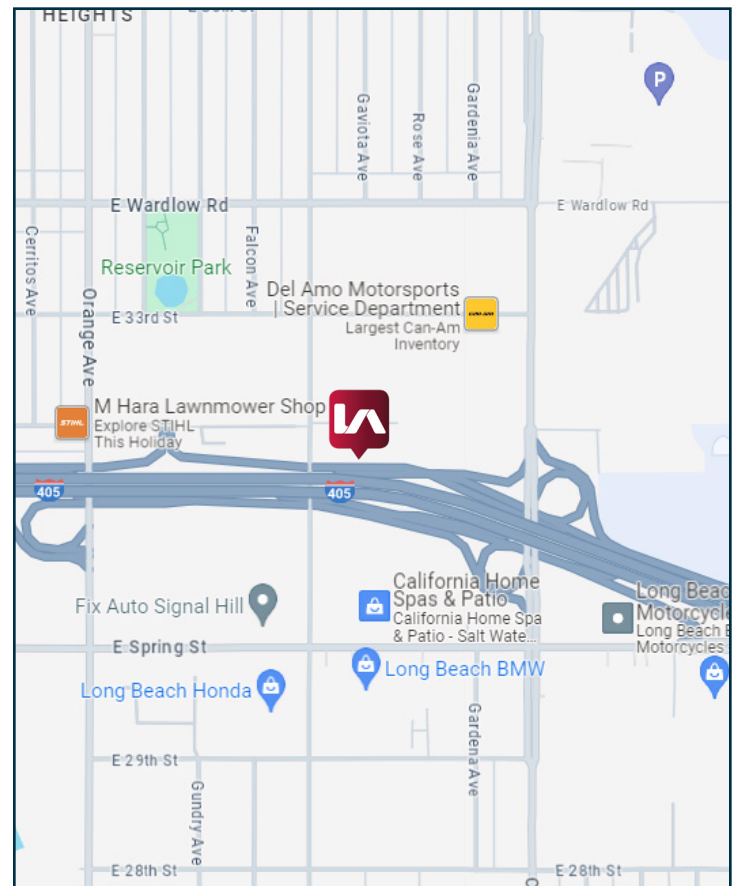 HEIGHTS
Gaviota Ave
Rose Ave
Gardenia Ave
P
E Wardlow Rd
E Wardlow Rd
Cerritos Ave
Falcon Ave
Reservoir Park
Orange Ave
E 33rd St
Del Amo Motorsports
| Service Department
Largest Can-Am
Inventory
can-am
M Hara Lawnmower Shop
Explore STIHL
This Holiday
STIHL
405
405
California Home
Spas & Patio
California Home Spa
& Patio - Salt Wate...
Long Beac
Motorcycle
Long Beach B
Motorcycles
Fix Auto Signal Hill
E Spring St
Long Beach Honda
Long Beach BMW
Gardena Ave
E 29th St
Gundry Ave
E 28th St
E 28th St